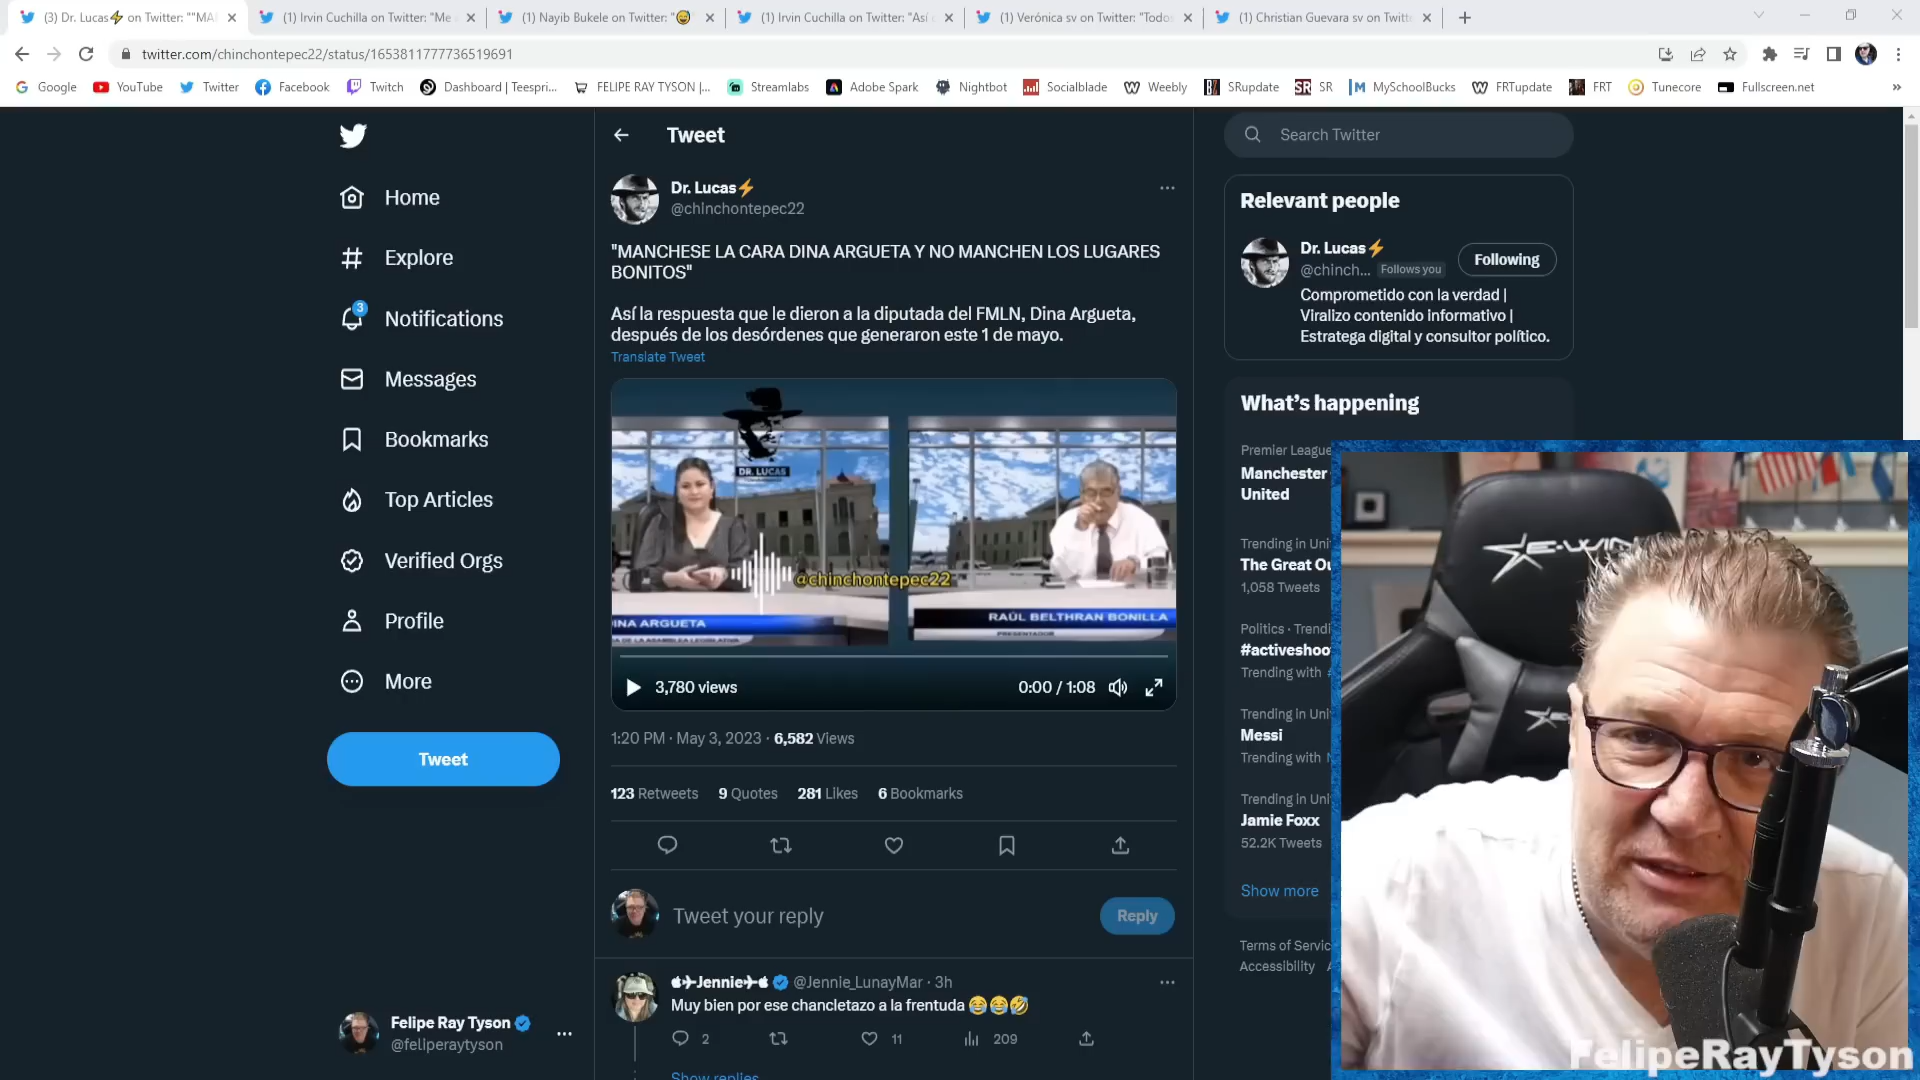 (3) Dr. Lucas⚡ on Twitter: ""MA
(1) Irvin Cuchilla on Twitter: "Me
(1) Nayib Bukele on Twitter: "😅
(1) Irvin Cuchilla on Twitter: "Así
(1) Verónica sv on Twitter: "Todo
(1) Christian Guevara sv on Twitt
twitter.com/chinchontepec22/status/1653811777736519691
Google YouTube Twitter Facebook Twitch Dashboard | Teespri... FELIPE RAY TYSON |... Streamlabs Adobe Spark Nightbot Socialblade Weebly SRupdate SR MySchoolBucks FRTupdate FRT Tunecore Fullscreen.net »
Home
Explore
3
Notifications
Messages
Bookmarks
Top Articles
Verified Orgs
Profile
More
Tweet
Felipe Ray Tyson
@feliperaytyson
Tweet
Dr. Lucas⚡
@chinchontepec22
"MANCHESE LA CARA DINA ARGUETA Y NO MANCHEN LOS LUGARES
BONITOS"
Así la respuesta que le dieron a la diputada del FMLN, Dina Argueta,
después de los desórdenes que generaron este 1 de mayo.
Translate Tweet
DR. LUCAS
@chinchontepec22
INA ARGUETA
A DE LA ASAMBLEA LEGISLATIVA
RAÚL BELTHRAN BONILLA
PRESENTADOR
3,780 views
0:00 / 1:08
1:20 PM · May 3, 2023 · 6,582 Views
123 Retweets 9 Quotes 281 Likes 6 Bookmarks
Tweet your reply
Reply
Jennie @Jennie_LunayMar · 3h
Muy bien por ese chancletazo a la frentuda 😂😂🤣
2 11 209
Show replies
Search Twitter
Relevant people
Dr. Lucas⚡
@chinch... Follows you
Following
Comprometido con la verdad |
Viralizo contenido informativo |
Estratega digital y consultor político.
What's happening
Premier League
Manchester
United
Trending in Uni
The Great Ou
1,058 Tweets
Politics · Trendi
#activeshoo
Trending with
Trending in Uni
Messi
Trending with
Trending in Uni
Jamie Foxx
52.2K Tweets
Show more
Terms of Servic
Accessibility
E-WIN
FelipeRayTyson